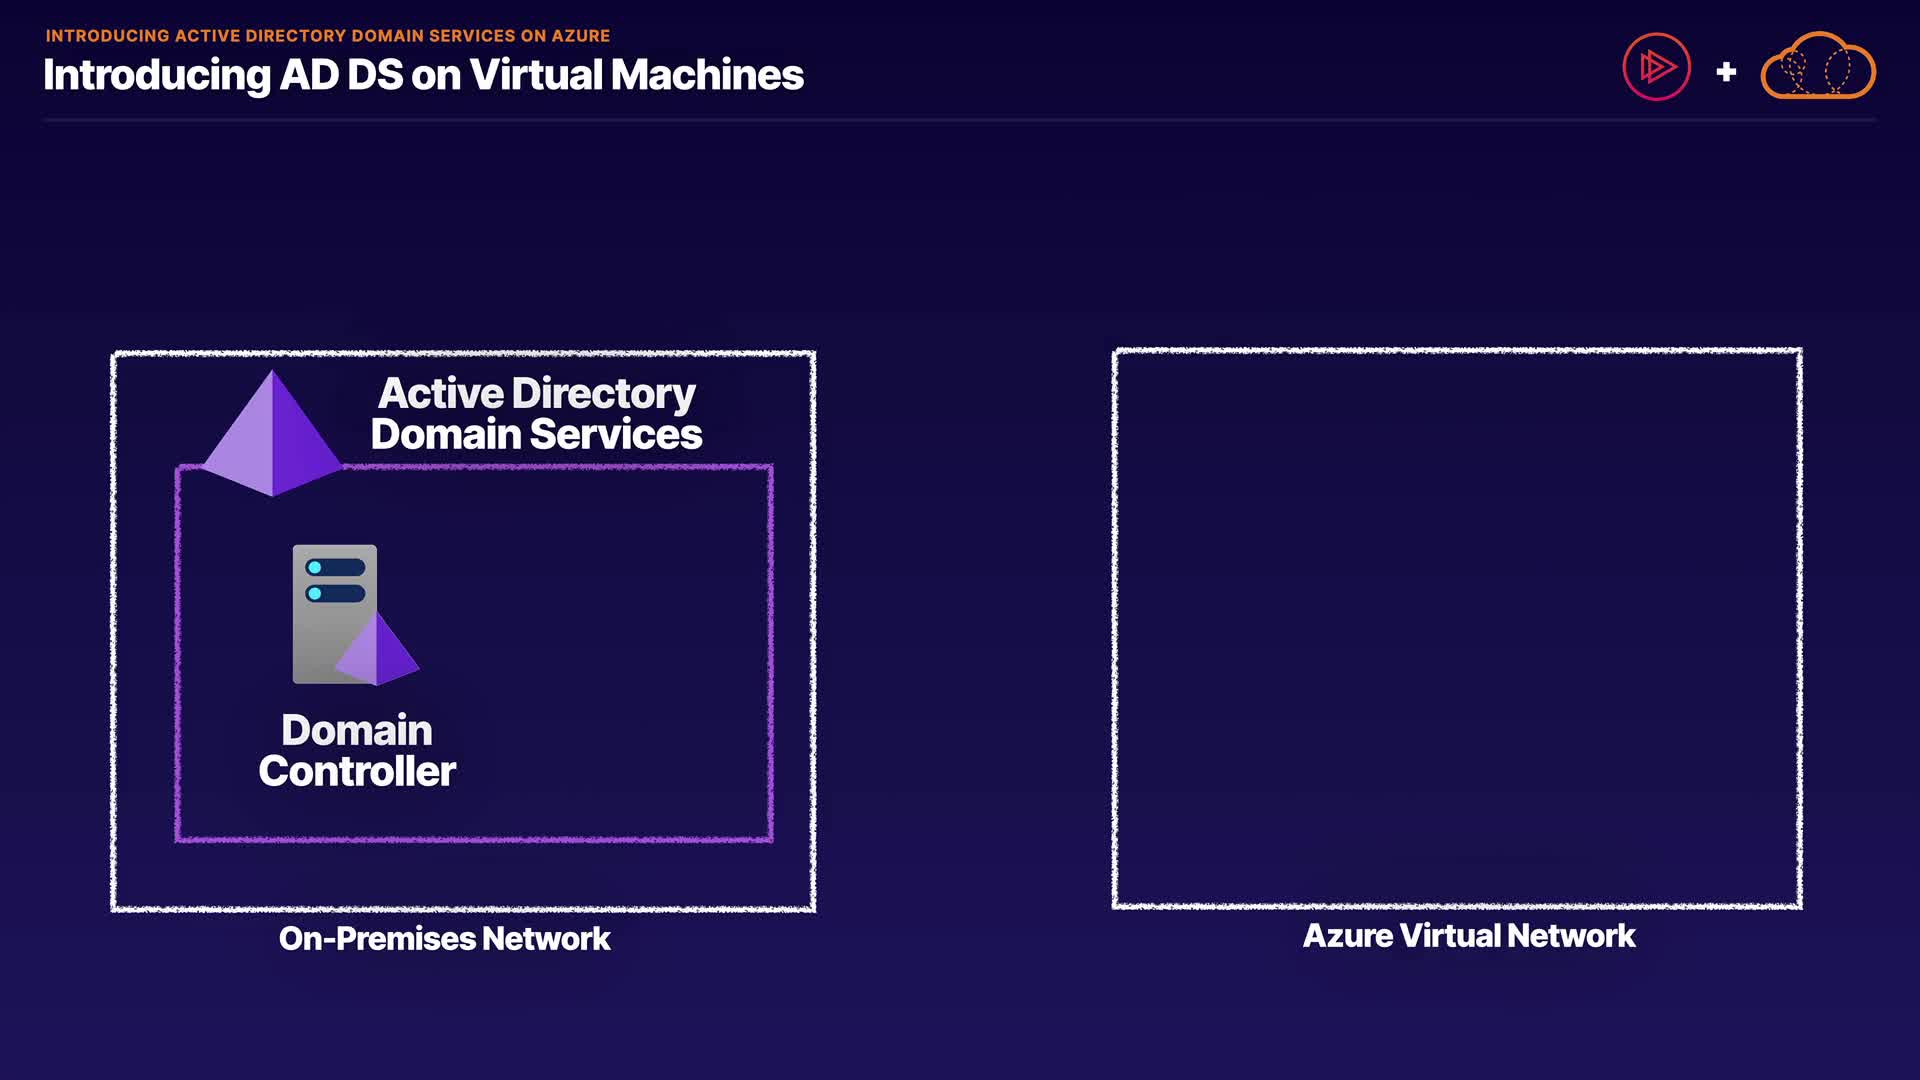 INTRODUCING ACTIVE DIRECTORY DOMAIN SERVICES ON AZURE
Introducing AD DS on Virtual Machines
+
Active Directory
Domain Services
Domain
Controller
On-Premises Network
Azure Virtual Network